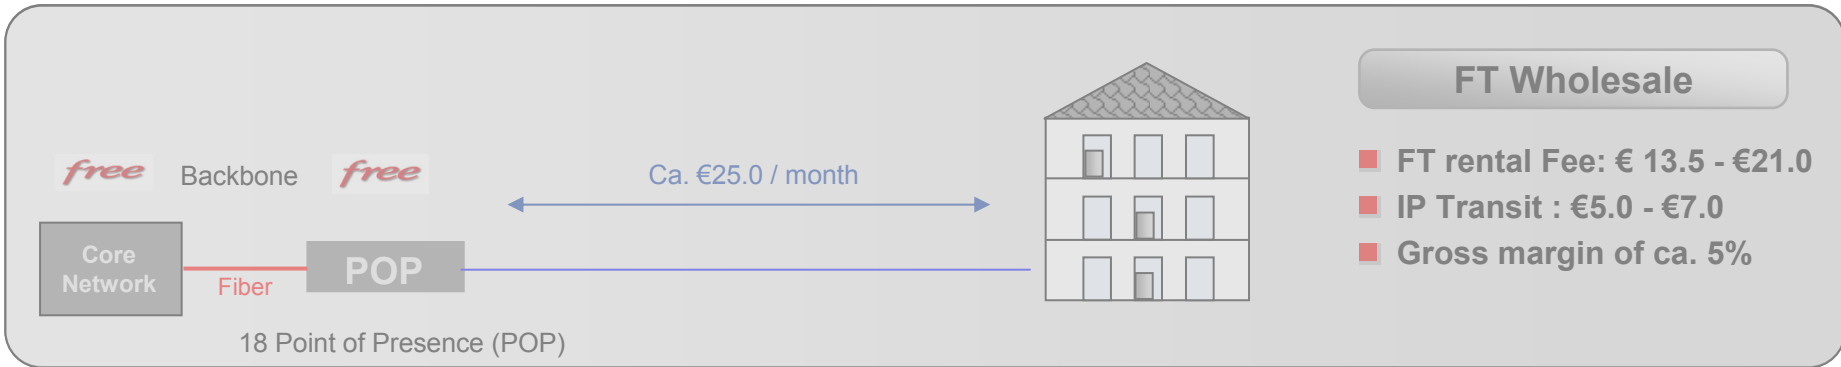 FT Wholesale
free Backbone free
Ca. €25.0 / month
FT rental Fee: € 13.5 - €21.0
IP Transit : €5.0 - €7.0
Gross margin of ca. 5%
Core
Network
Fiber
POP
18 Point of Presence (POP)